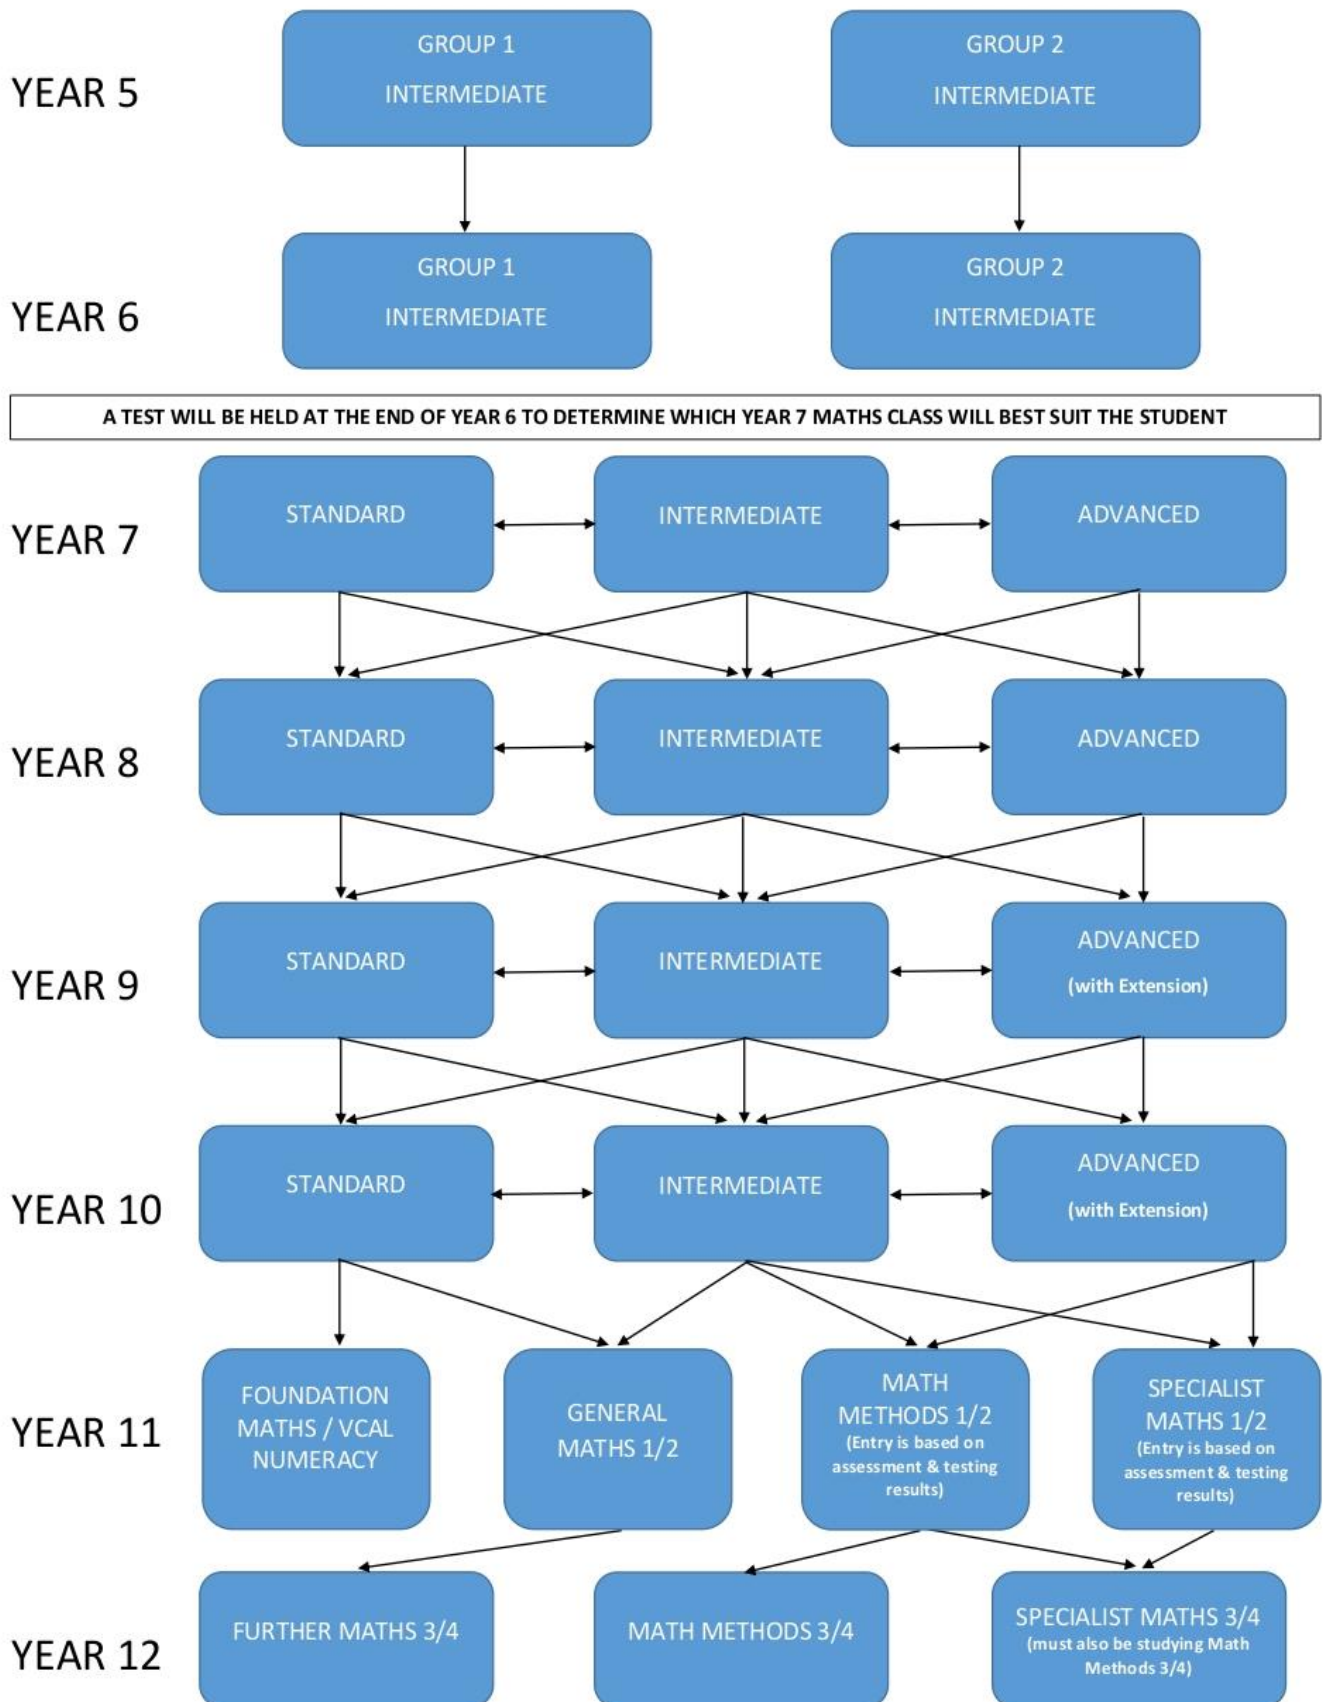 YEAR 5
GROUP 1
INTERMEDIATE
GROUP 2
INTERMEDIATE
YEAR 6
GROUP 1
INTERMEDIATE
GROUP 2
INTERMEDIATE
A TEST WILL BE HELD AT THE END OF YEAR 6 TO DETERMINE WHICH YEAR 7 MATHS CLASS WILL BEST SUIT THE STUDENT
YEAR 7
STANDARD
INTERMEDIATE
ADVANCED
YEAR 8
STANDARD
INTERMEDIATE
ADVANCED
YEAR 9
STANDARD
INTERMEDIATE
ADVANCED
(with Extension)
YEAR 10
STANDARD
INTERMEDIATE
ADVANCED
(with Extension)
YEAR 11
FOUNDATION
MATHS / VCAL
NUMERACY
GENERAL
MATHS 1/2
MATH
METHODS 1/2
(Entry is based on
assessment & testing
results)
SPECIALIST
MATHS 1/2
(Entry is based on
assessment & testing
results)
YEAR 12
FURTHER MATHS 3/4
MATH METHODS 3/4
SPECIALIST MATHS 3/4
(must also be studying Math
Methods 3/4)